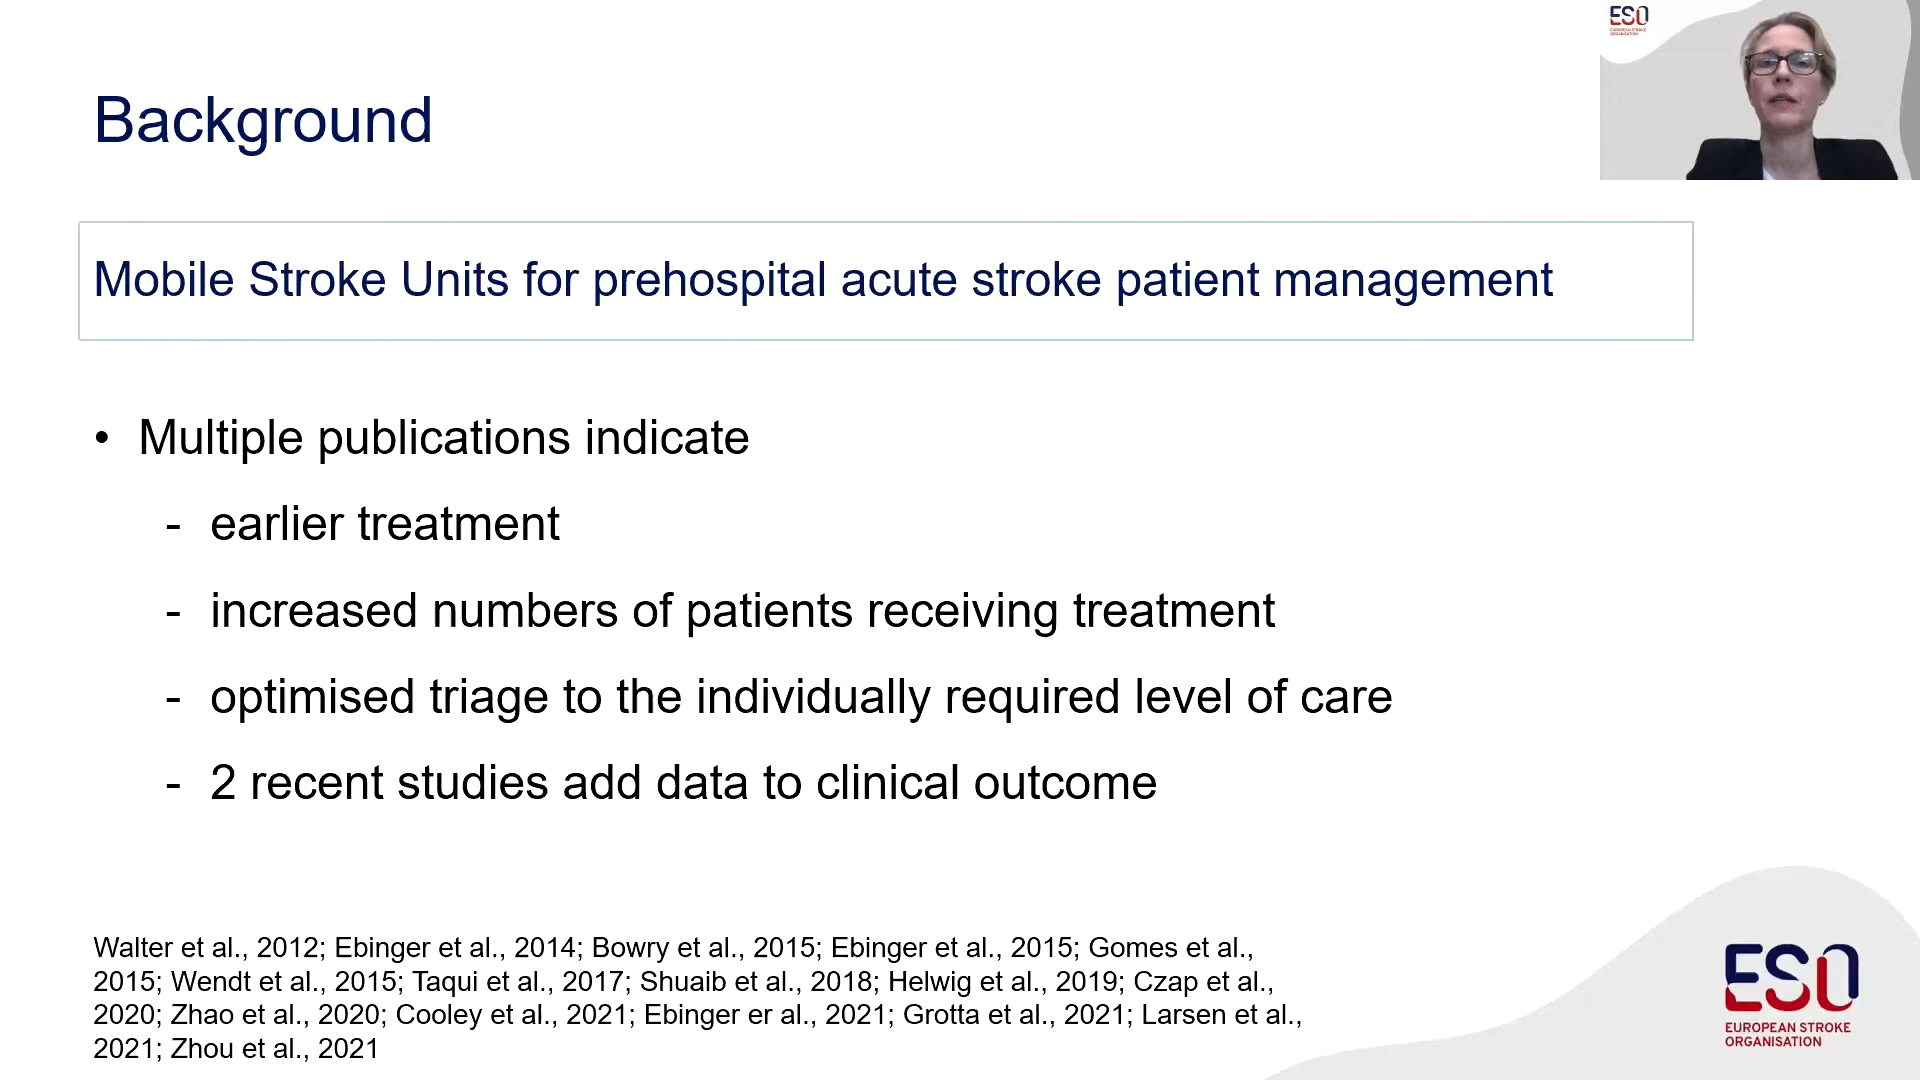 ESO
EUROPEAN STROKE
ORGANISATION
Background
Mobile Stroke Units for prehospital acute stroke patient management
• Multiple publications indicate
- earlier treatment
- increased numbers of patients receiving treatment
- optimised triage to the individually required level of care
- 2 recent studies add data to clinical outcome
Walter et al., 2012; Ebinger et al., 2014; Bowry et al., 2015; Ebinger et al., 2015; Gomes et al.,
2015; Wendt et al., 2015; Taqui et al., 2017; Shuaib et al., 2018; Helwig et al., 2019; Czap et al.,
2020; Zhao et al., 2020; Cooley et al., 2021; Ebinger er al., 2021; Grotta et al., 2021; Larsen et al.,
2021; Zhou et al., 2021
ESO
EUROPEAN STROKE
ORGANISATION